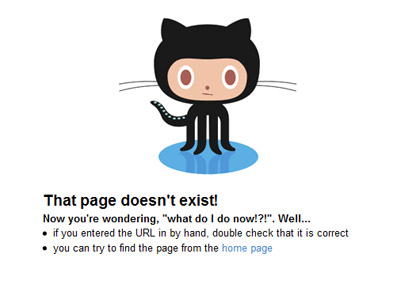 That page doesn't exist!
Now you're wondering, "what do I do now!?!". Well...
if you entered the URL in by hand, double check that it is correct
you can try to find the page from the home page